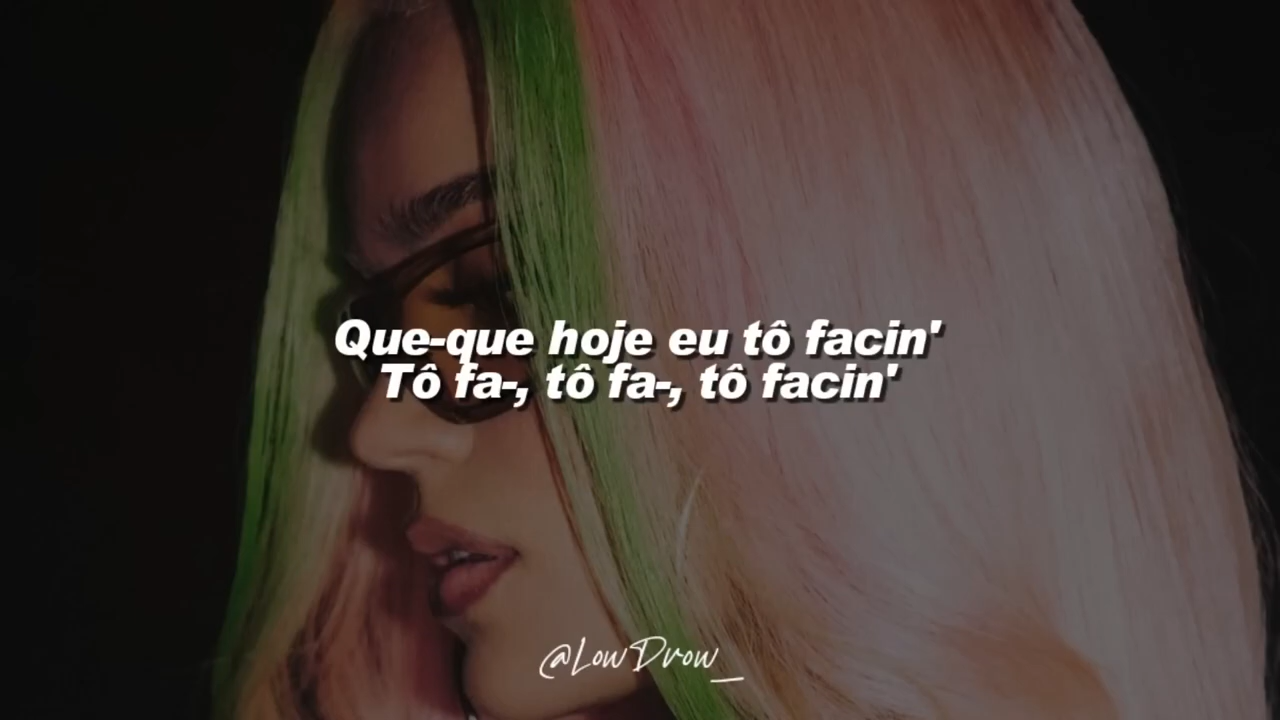 Que-que hoje eu tô facin'
Tô fa-, tô fa-, tô facin'
@LowDrow_